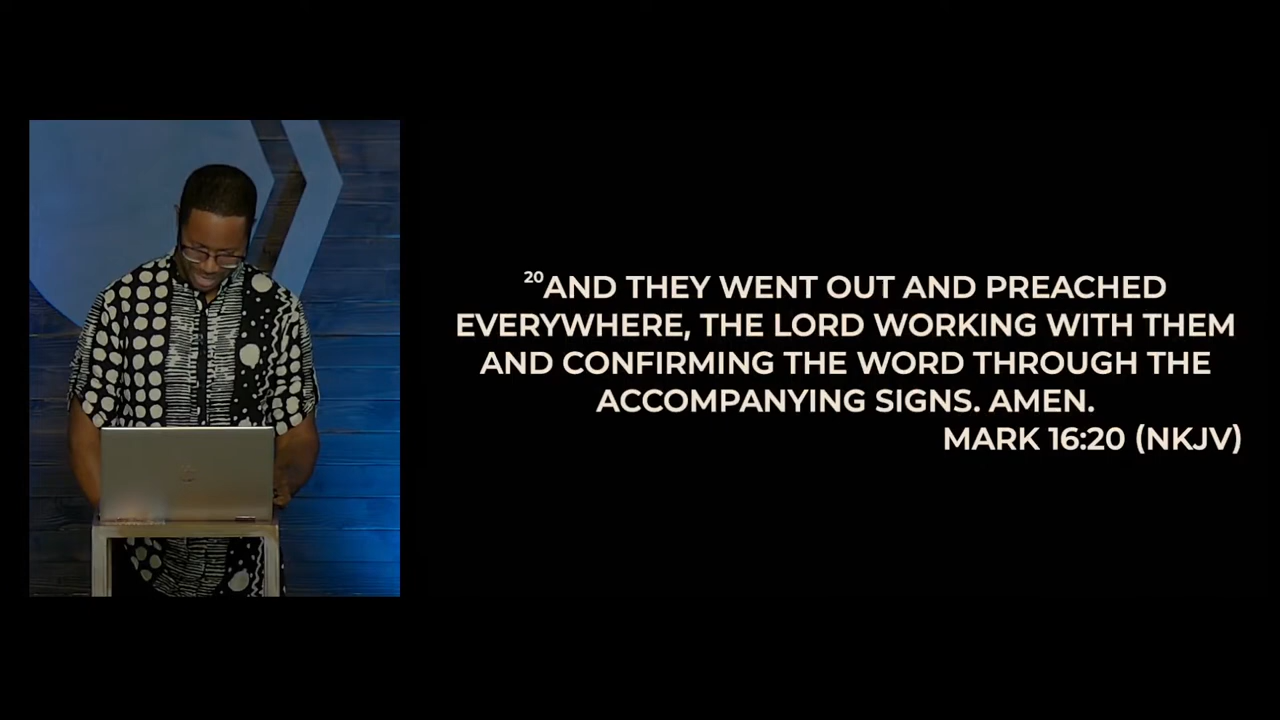 20AND THEY WENT OUT AND PREACHED
EVERYWHERE, THE LORD WORKING WITH THEM
AND CONFIRMING THE WORD THROUGH THE
ACCOMPANYING SIGNS. AMEN.
MARK 16:20 (NKJV)